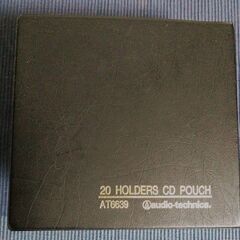 20 HOLDERS CD POUCH
AT6639 audio-technica.